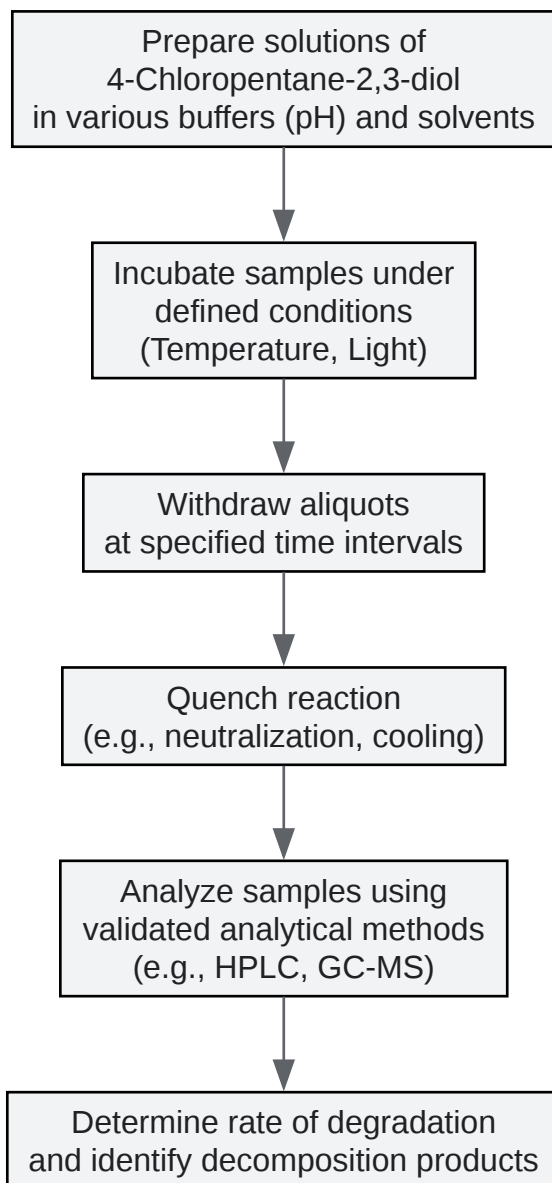 Prepare solutions of
4-Chloropentane-2,3-diol
in various buffers (pH) and solvents
Incubate samples under
defined conditions
(Temperature, Light)
Withdraw aliquots
at specified time intervals
Quench reaction
(e.g., neutralization, cooling)
Analyze samples using
validated analytical methods
(e.g., HPLC, GC-MS)
Determine rate of degradation
and identify decomposition products